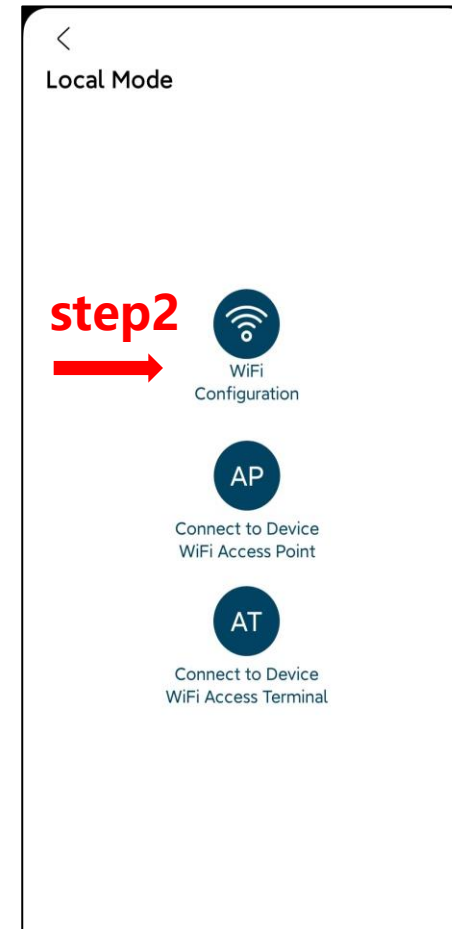 Local Mode
step2
WiFi
Configuration
AP
Connect to Device
WiFi Access Point
AT
Connect to Device
WiFi Access Terminal